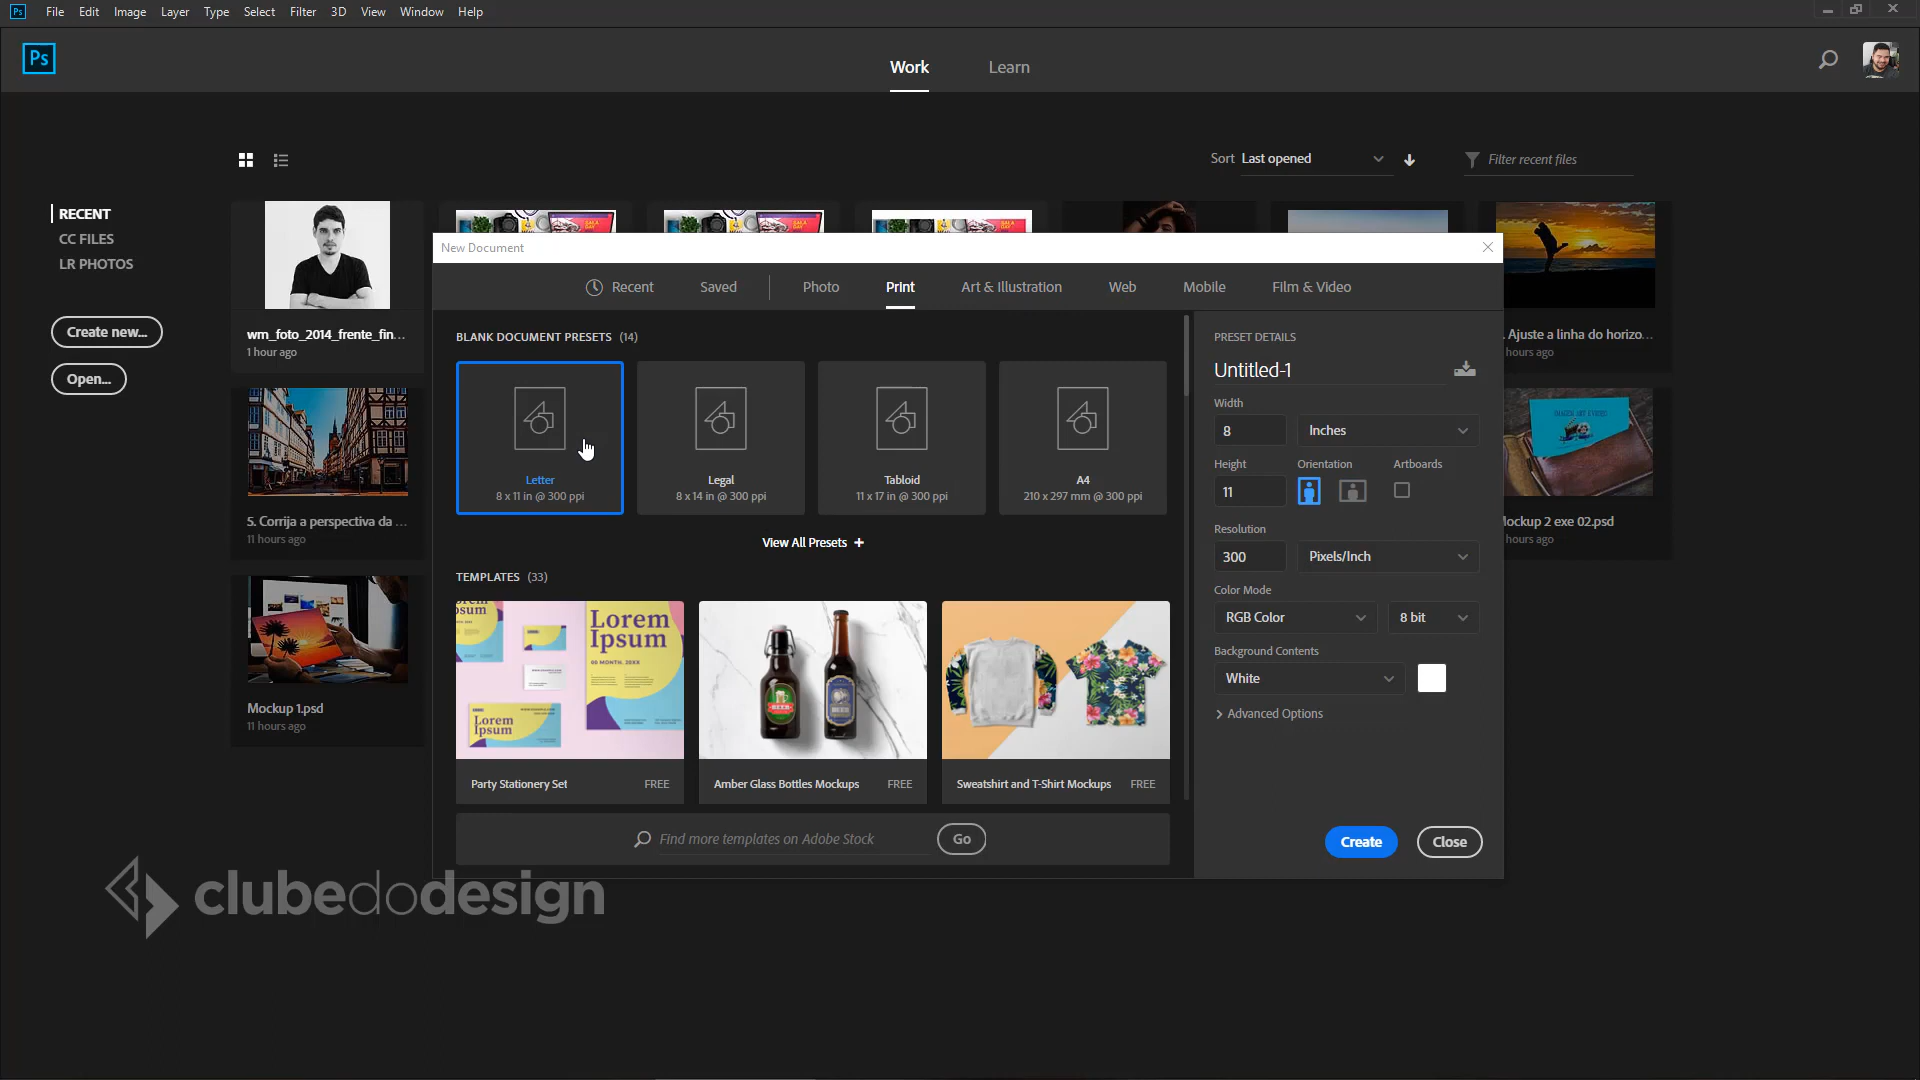 Ps File Edit Image Layer Type Select Filter 3D View Window Help
Ps
Work Learn
Sort Last opened
Filter recent files
RECENT
CC FILES
LR PHOTOS
Create new...
Open...
wm_foto_2014_frente_fin...
1 hour ago
5. Corrija a perspectiva da ...
11 hours ago
Mockup 1.psd
11 hours ago
. Ajuste a linha do horizo...
hours ago
ockup 2 exe 02.psd
hours ago
New Document
Recent Saved Photo Print Art & Illustration Web Mobile Film & Video
BLANK DOCUMENT PRESETS (14)
Letter
8 x 11 in @ 300 ppi
Legal
8 x 14 in @ 300 ppi
Tabloid
11 x 17 in @ 300 ppi
A4
210 x 297 mm @ 300 ppi
View All Presets +
TEMPLATES (33)
Lorem
Ipsum
00 MONTH, 20XX
Lorem
Ipsum
BEER
BEER
Party Stationery Set FREE
Amber Glass Bottles Mockups FREE
Sweatshirt and T-Shirt Mockups FREE
Find more templates on Adobe Stock
Go
PRESET DETAILS
Untitled-1
Width
8 Inches
Height Orientation Artboards
11
Resolution
300 Pixels/Inch
Color Mode
RGB Color 8 bit
Background Contents
White
Advanced Options
Create Close
clubedodesign